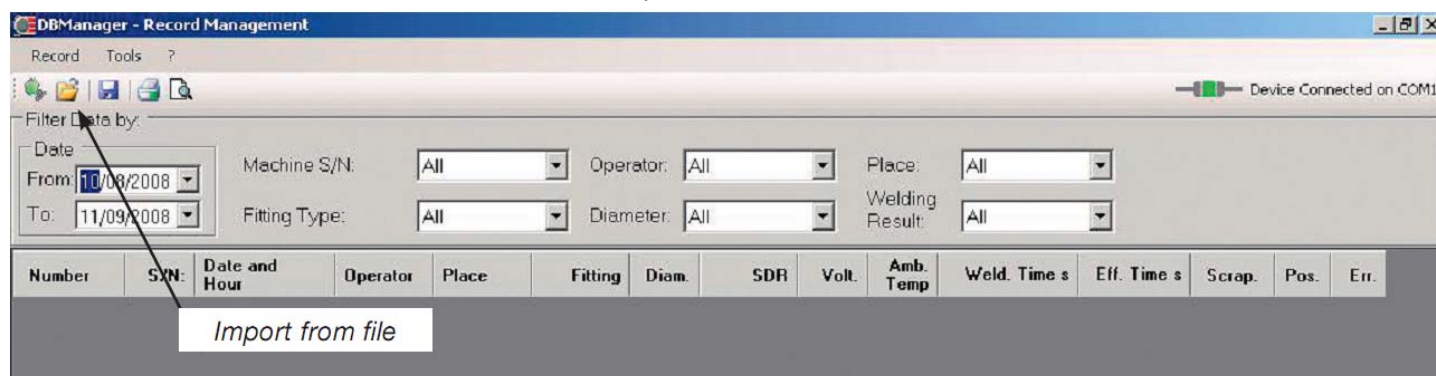 DBManager - Record Management
Record Tools ?
Device Connected on COM1
Filter Data by:
Date
From: 10/08/2008
To: 11/09/2008
Machine S/N: All
Operator: All
Place: All
Fitting Type: All
Diameter: All
Welding Result: All
Number S/N: Date and Hour Operator Place Fitting Diam. SDR Volt. Amb. Temp Weld. Time s Eff. Time s Scrap. Pos. Err.
Import from file